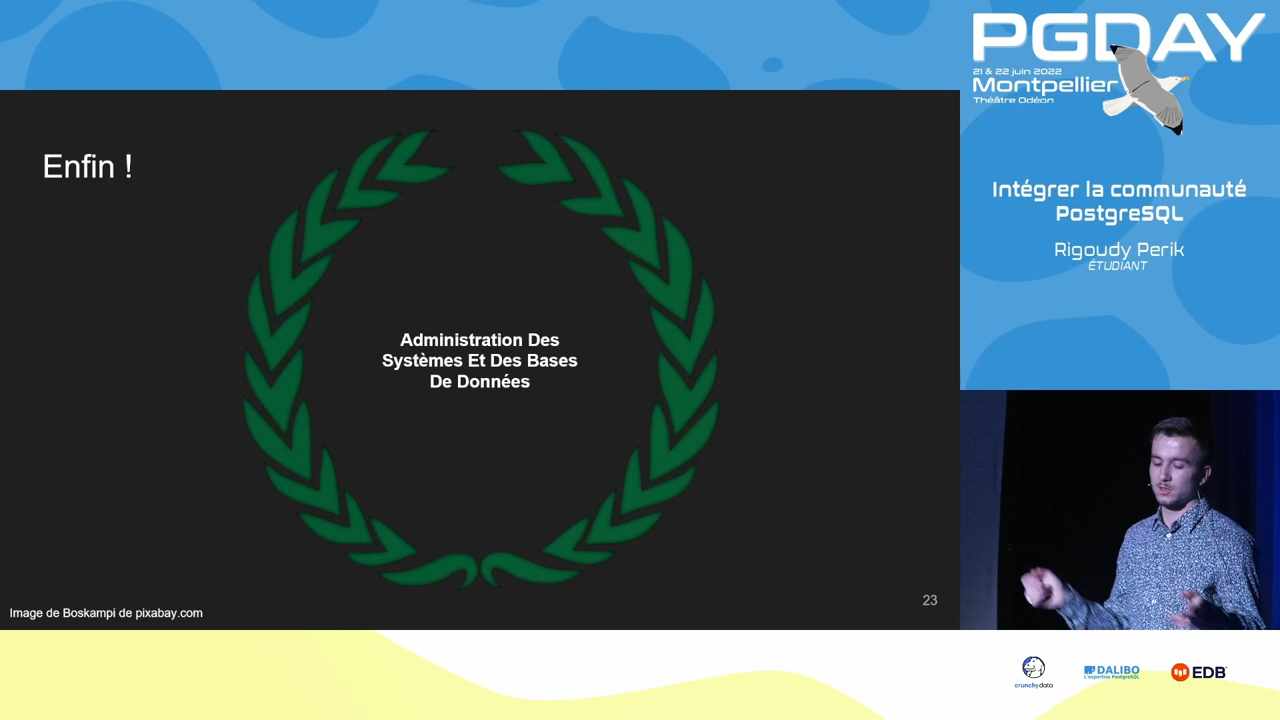 Enfin !
Administration Des
Systèmes Et Des Bases
De Données
Image de Boskampi de pixabay.com
23
PGDAY
21 & 22 juin 2022
Montpellier
Théâtre Odéon
Intégrer la communauté
PostgreSQL
Rigoudy Perik
ÉTUDIANT
crunchydata
DALIBO
L'expertise PostgreSQL
EDB